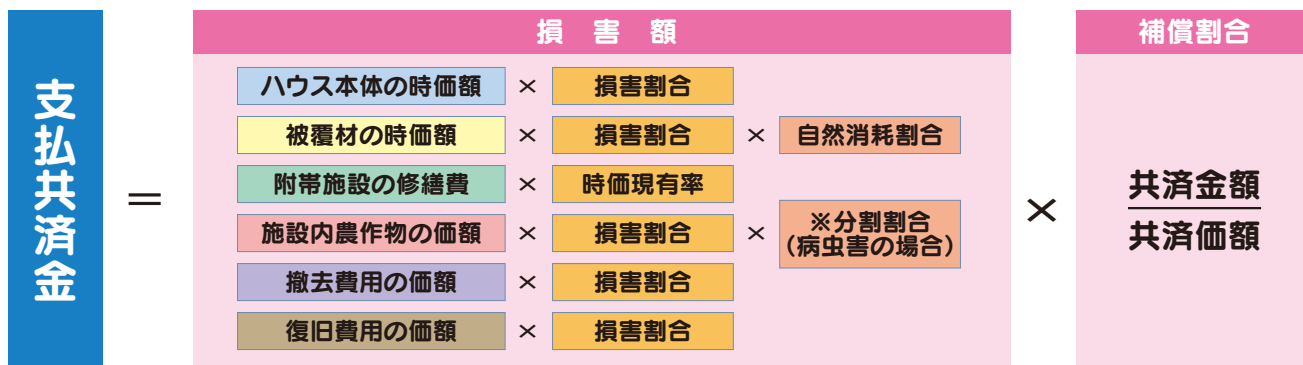 支払共済金
＝
損害額
ハウス本体の時価額 × 損害割合
被覆材の時価額 × 損害割合 × 自然消耗割合
附帯施設の修繕費 × 時価現有率
施設内農作物の価額 × 損害割合 × ※分割割合
(病虫害の場合)
撤去費用の価額 × 損害割合
復旧費用の価額 × 損害割合
×
補償割合
共済金額
共済価額